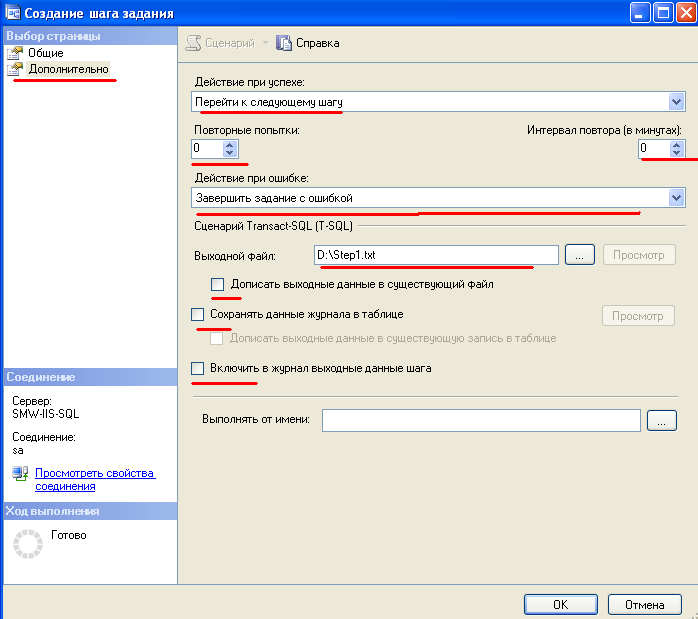 Создание шага задания
Выбор страницы
Общие
Дополнительно
Сценарий
Справка
Действие при успехе:
Перейти к следующему шагу
Повторные попытки:
Интервал повтора (в минутах):
0
0
Действие при ошибке:
Завершить задание с ошибкой
Сценарий Transact-SQL (T-SQL)
Выходной файл:
D:\Step1.txt
...
Просмотр
Дописать выходные данные в существующий файл
Сохранять данные журнала в таблице
Просмотр
Дописать выходные данные в существующую запись в таблице
Включить в журнал выходные данные шага
Выполнять от имени:
...
Соединение
Сервер:
SMW-IIS-SQL
Соединение:
sa
Просмотреть свойства
соединения
Ход выполнения
Готово
OK
Отмена